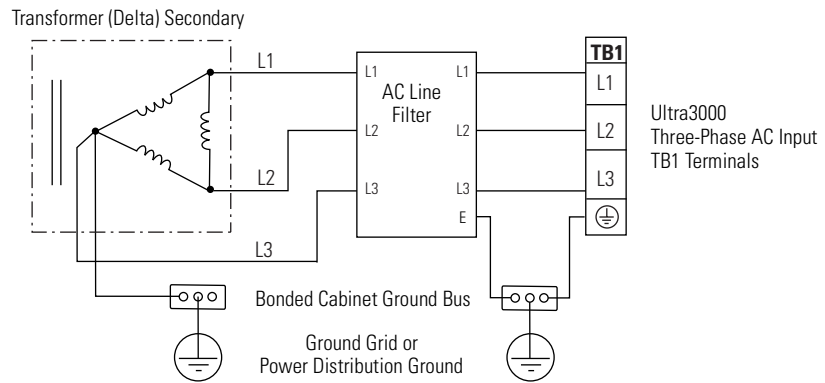 Transformer (Delta) Secondary
L1
L2
L3
L1
L2
L3
AC Line
Filter
L1
L2
L3
E
TB1
L1
L2
L3
Ultra3000
Three-Phase AC Input
TB1 Terminals
Bonded Cabinet Ground Bus
Ground Grid or
Power Distribution Ground